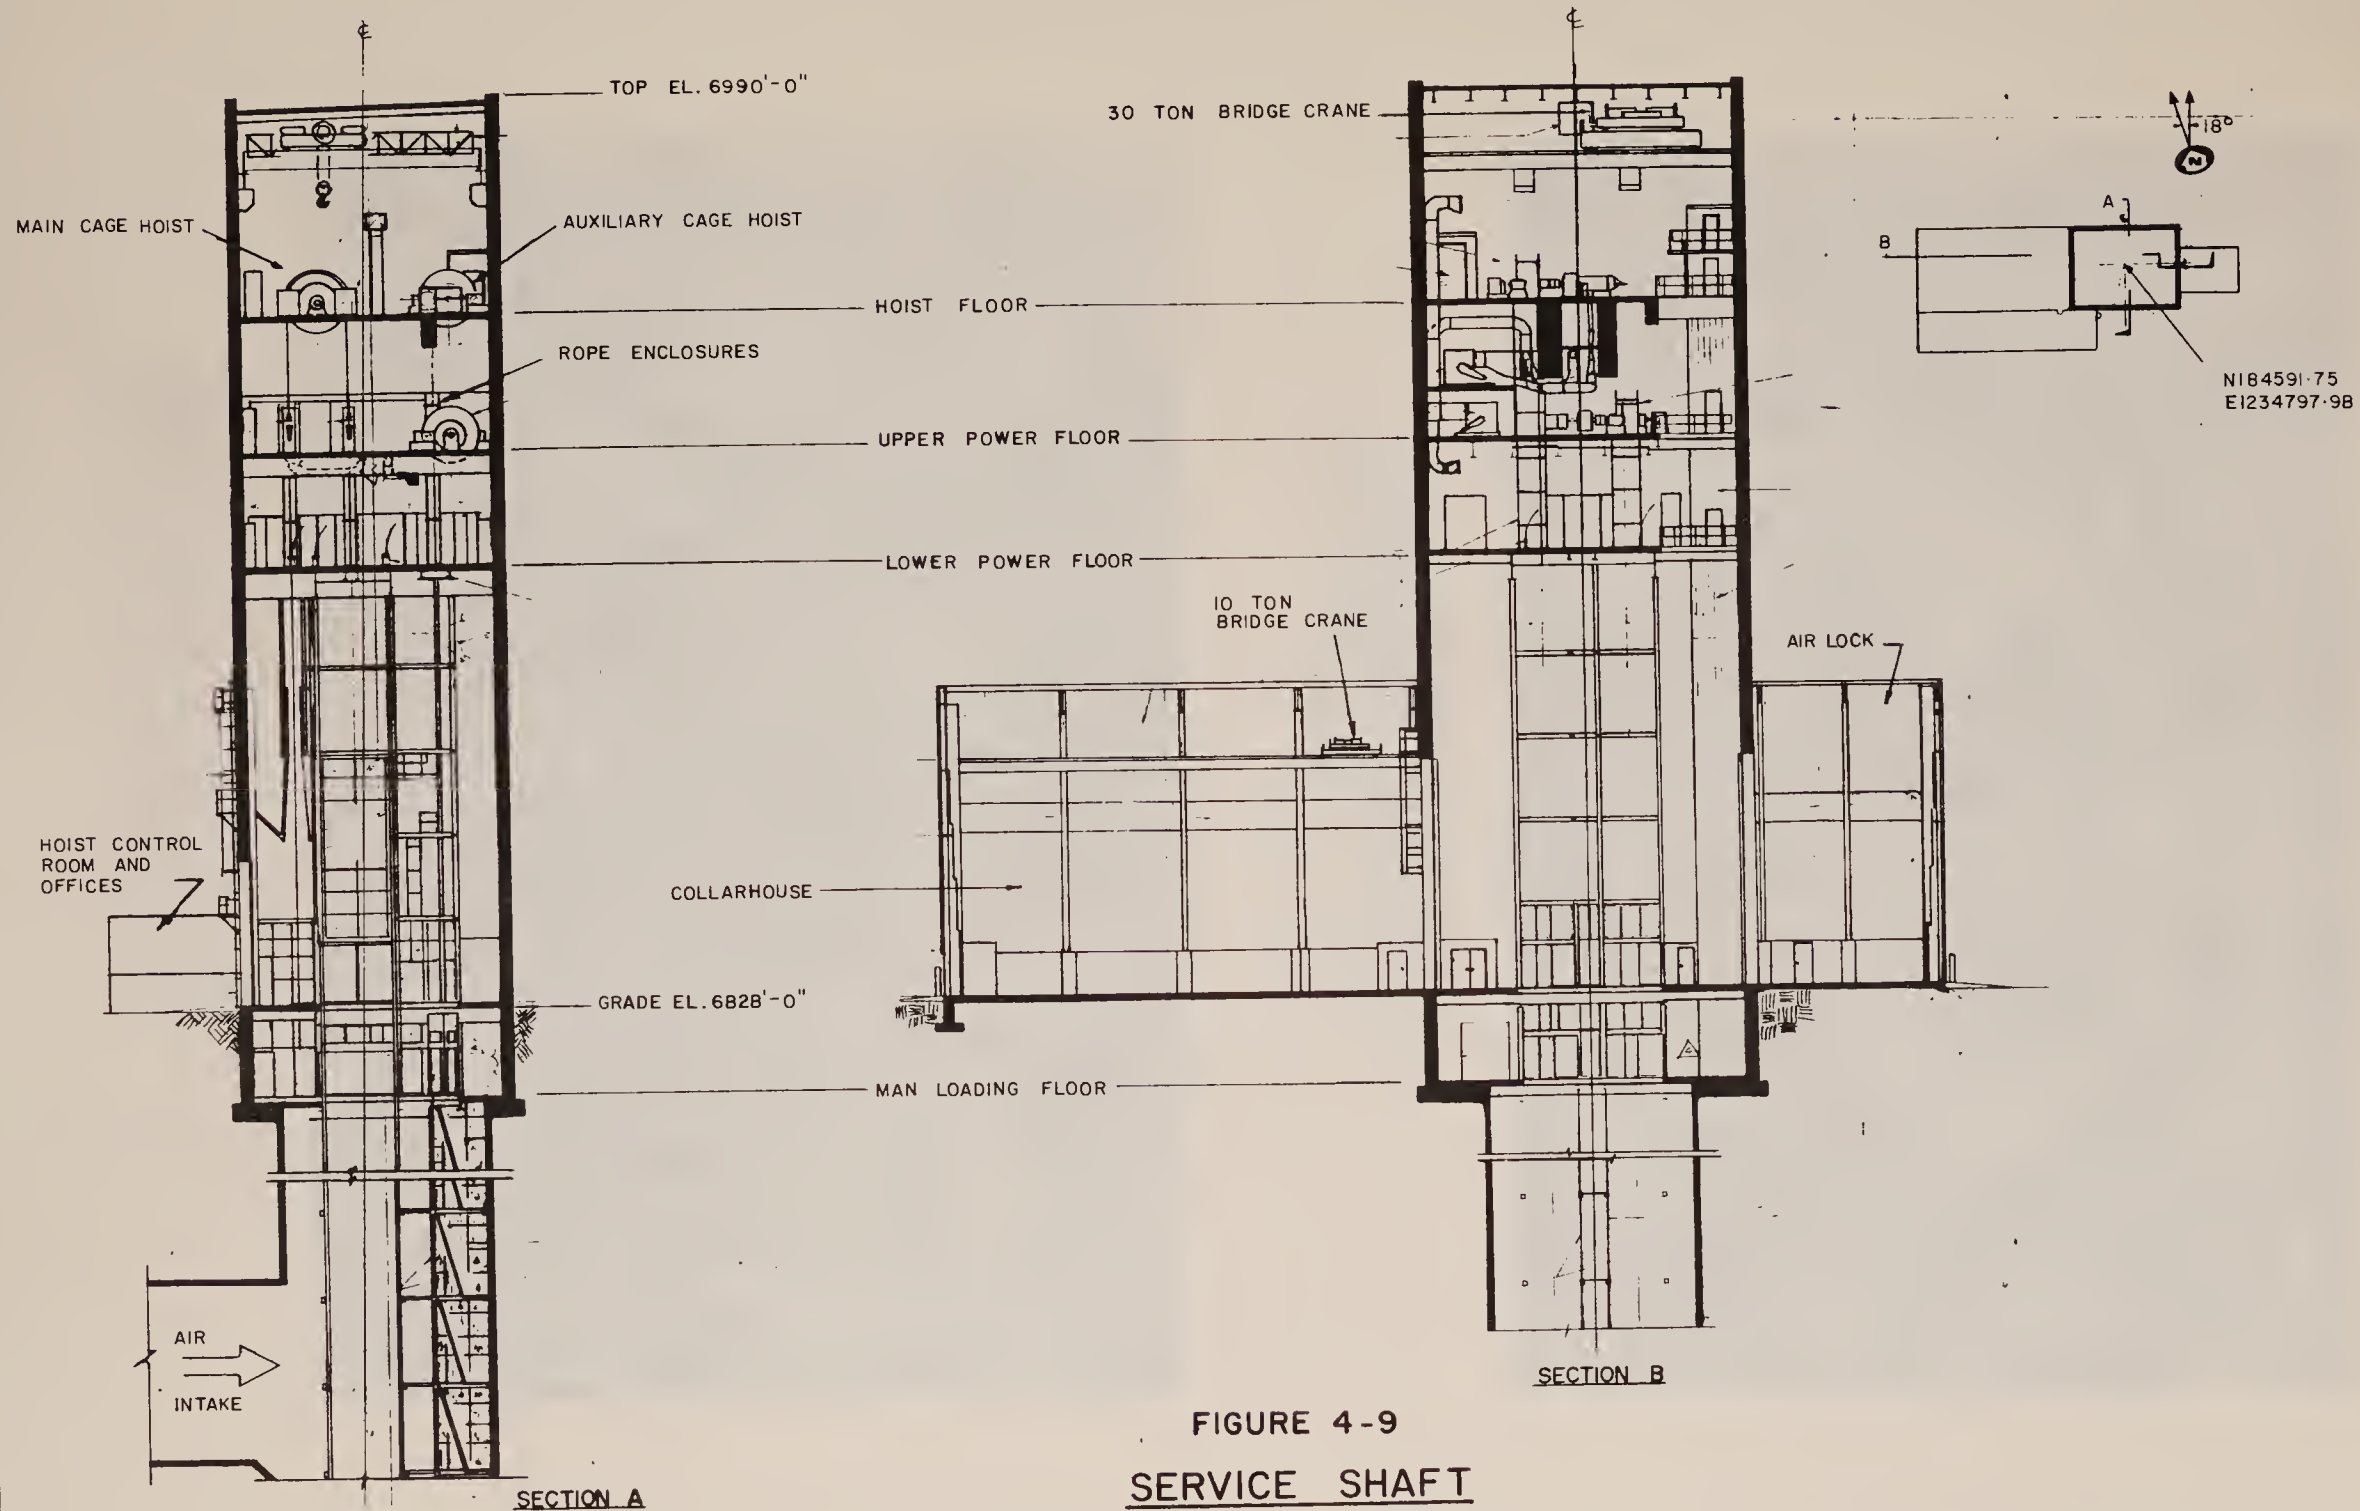 ℄
℄
TOP EL. 6990'-0"
30 TON BRIDGE CRANE
18°
N
MAIN CAGE HOIST
AUXILIARY CAGE HOIST
A
B
HOIST FLOOR
ROPE ENCLOSURES
N184591·75
E1234797·98
UPPER POWER FLOOR
LOWER POWER FLOOR
10 TON
BRIDGE CRANE
AIR LOCK
HOIST CONTROL
ROOM AND
OFFICES
COLLARHOUSE
GRADE EL. 6828'-0"
MAN LOADING FLOOR
AIR
INTAKE
SECTION A
SECTION B
FIGURE 4-9
SERVICE SHAFT